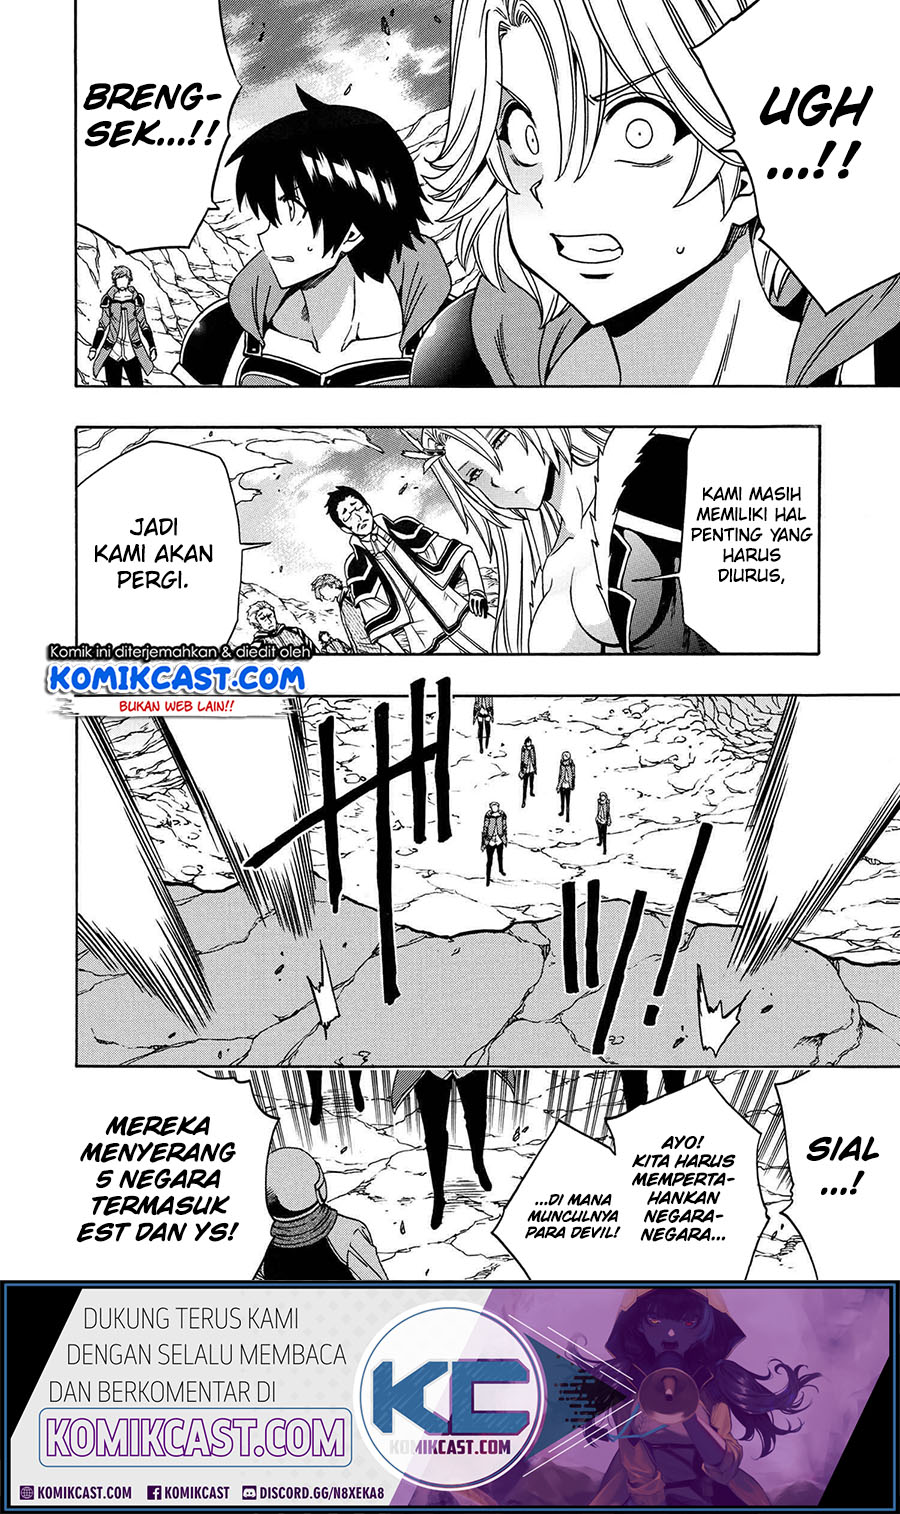 UGH
...!!
BRENG-
SEK...!!
KAMI MASIH
MEMILIKI HAL
PENTING YANG
HARUS
DIURUS,
JADI
KAMI AKAN
PERGI.
Komik ini diterjemahkan & diedit oleh
KOMIKCAST.COM
BUKAN WEB LAIN!!
SIAL
...!
AYO!
KITA HARUS
MEMPERTA-
HANKAN
NEGARA-
NEGARA...
...DI MANA
MUNCULNYA
PARA DEVIL!
MEREKA
MENYERANG
5 NEGARA
TERMASUK
EST DAN YS!
DUKUNG TERUS KAMI
DENGAN SELALU MEMBACA
DAN BERKOMENTAR DI
KOMIKCAST.COM
KC
KOMIKCAST.COM
KOMIKCAST.COM
KOMIKCAST
DISCORD.GG/N8XEKA8